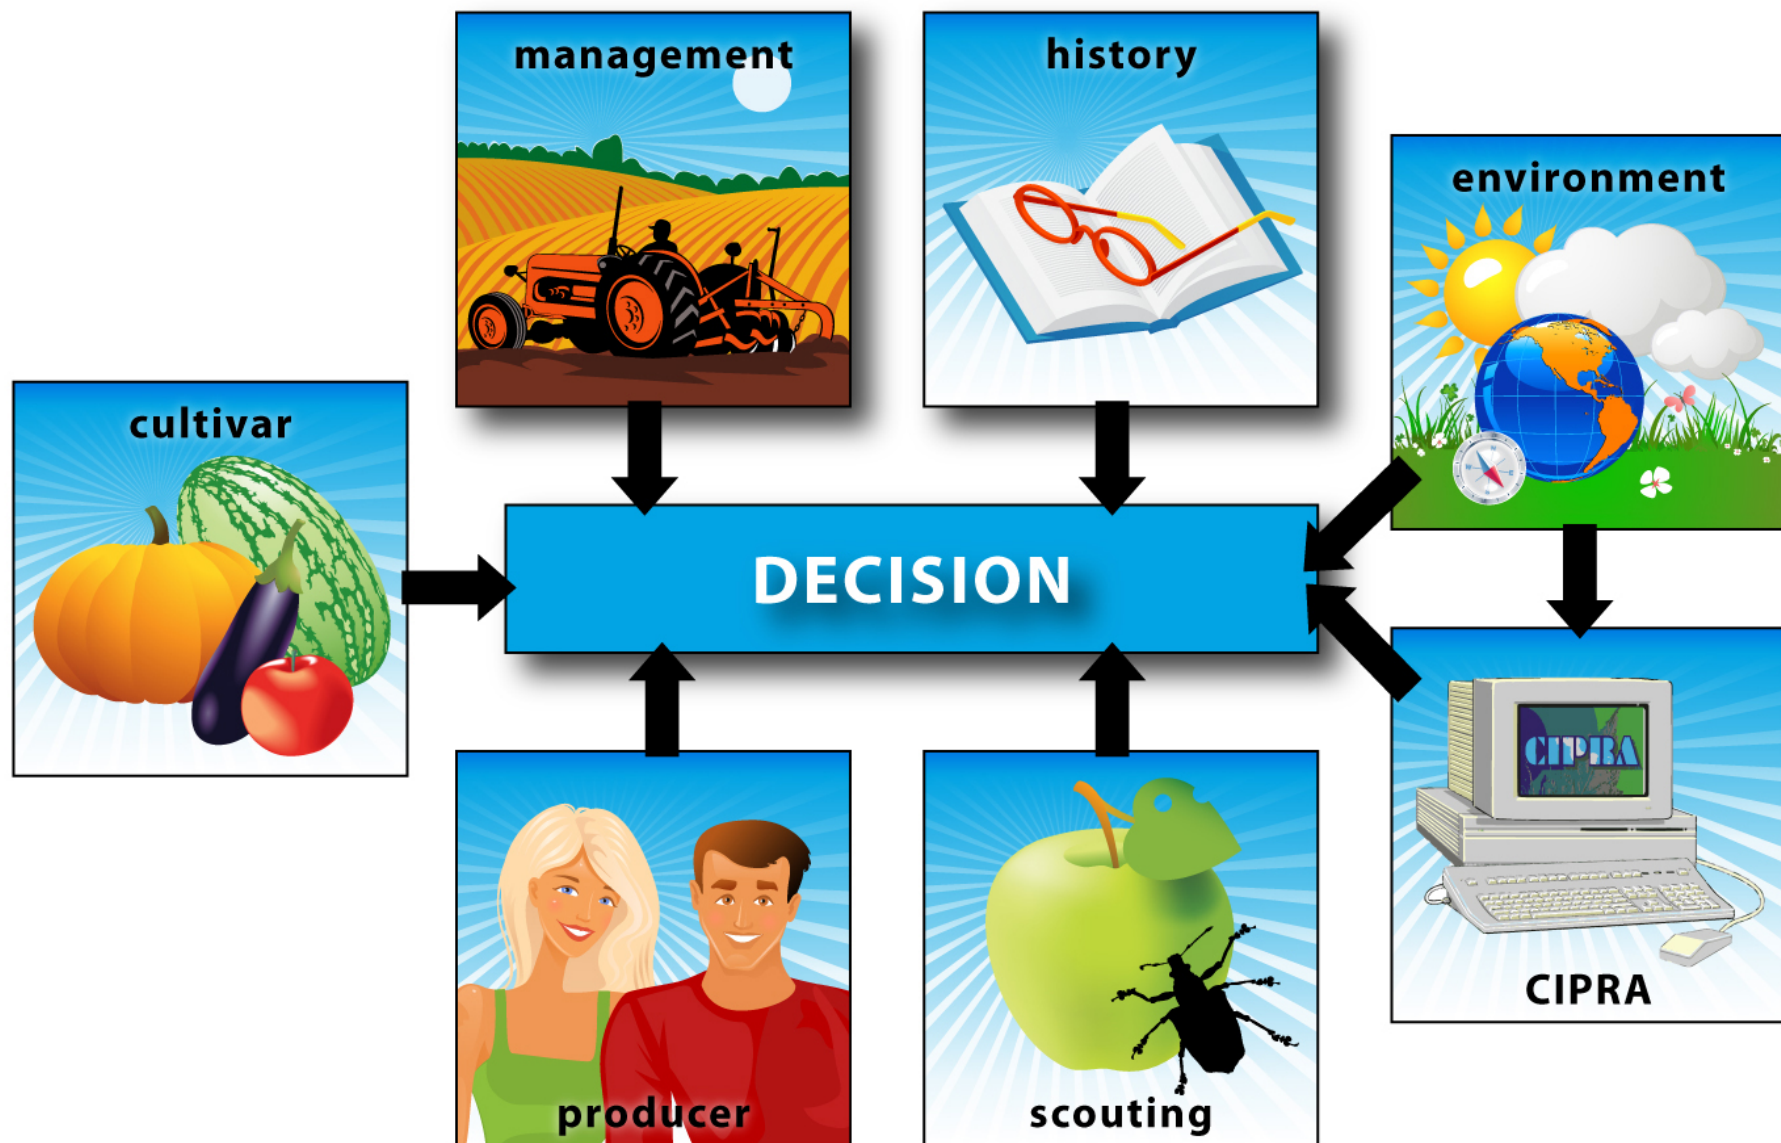 management
history
environment
cultivar
DECISION
CIPRA
CIPRA
producer
scouting